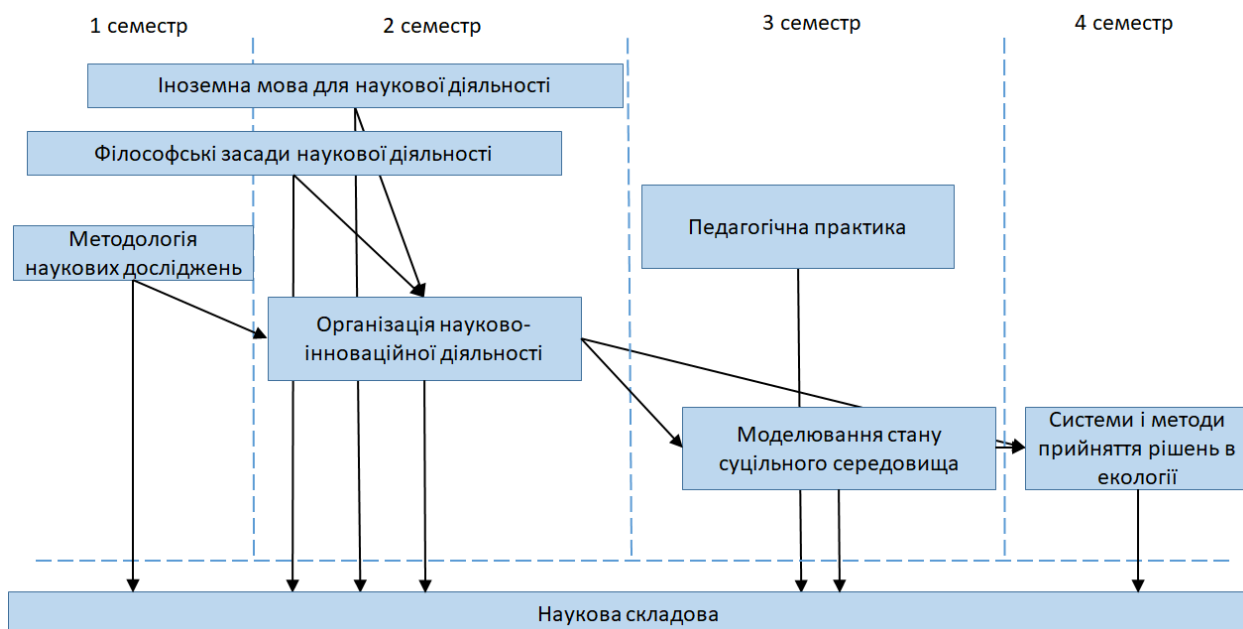 1 семестр
2 семестр
3 семестр
4 семестр
Іноземна мова для наукової діяльності
Філософські засади наукової діяльності
Методологія
наукових досліджень
Педагогічна практика
Організація науково-
інноваційної діяльності
Моделювання стану
суцільного середовища
Системи і методи
прийняття рішень в
екології
Наукова складова